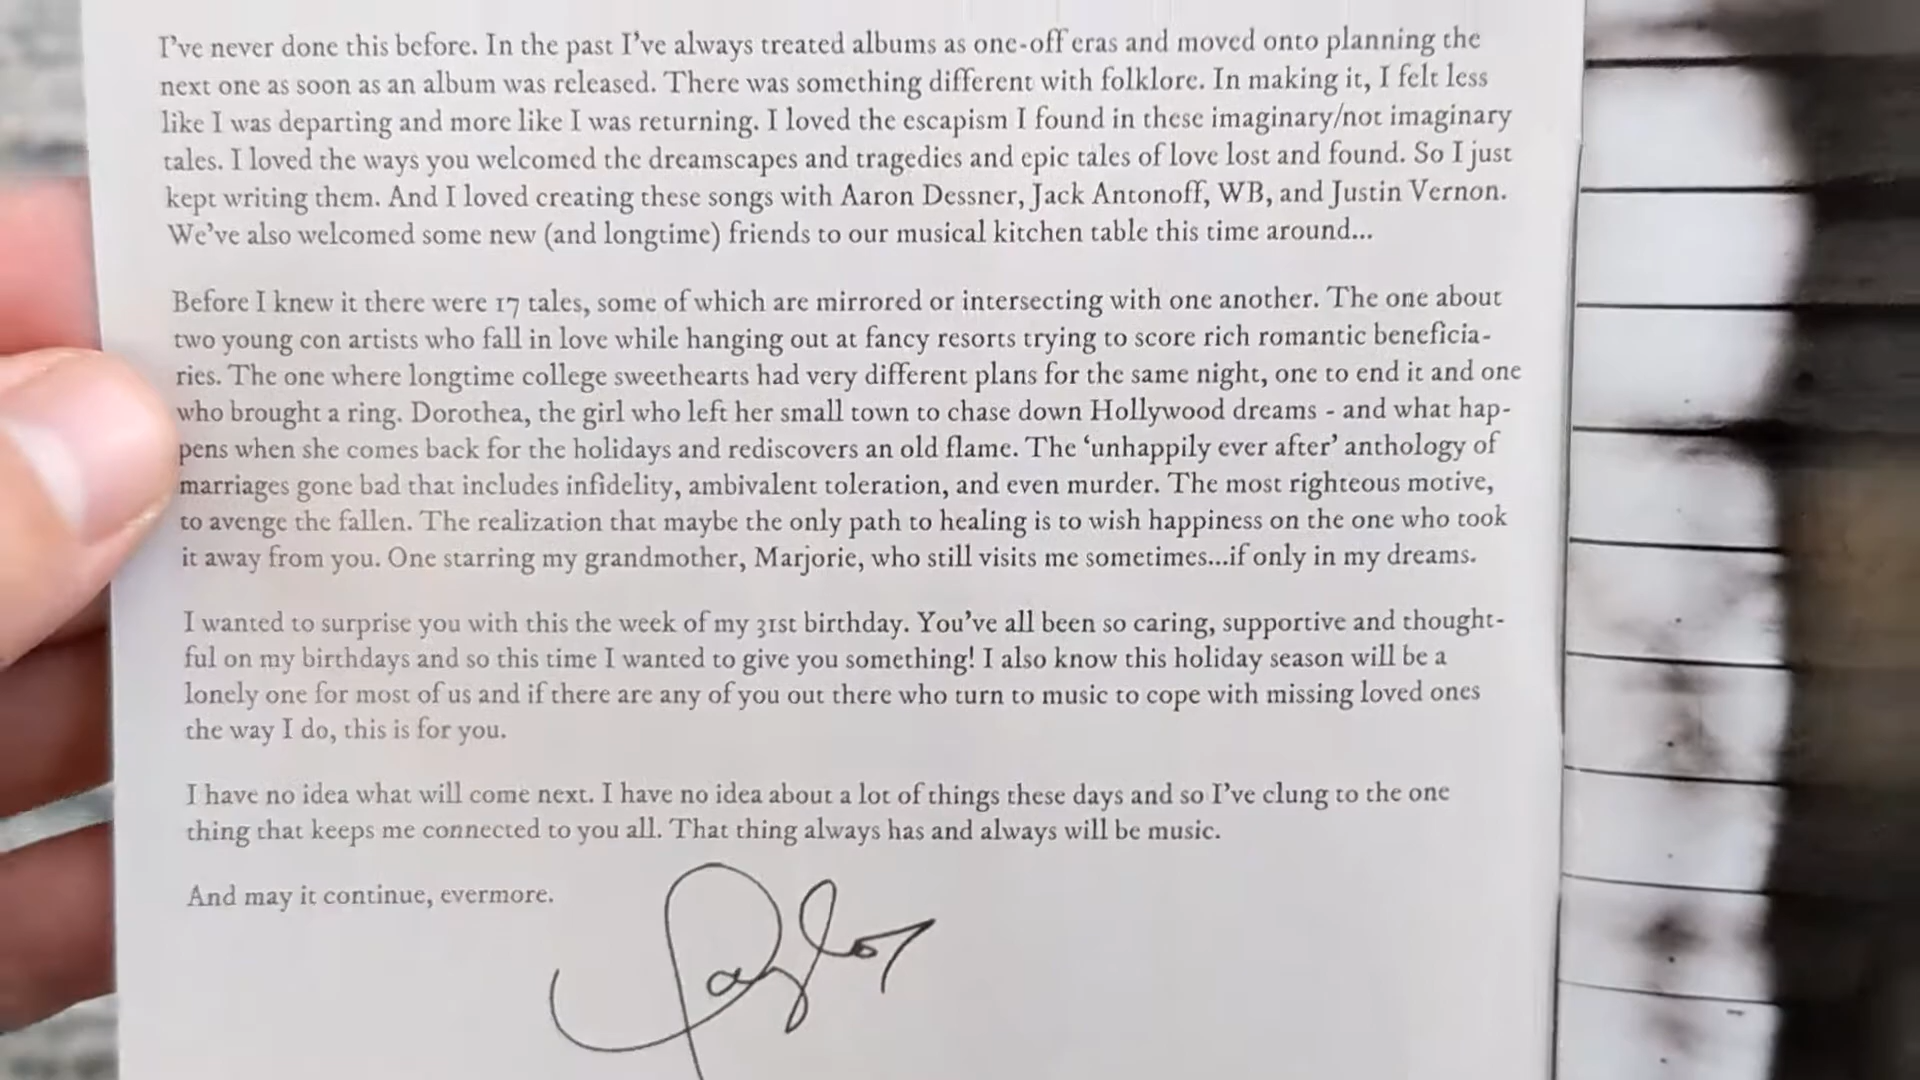 I've never done this before. In the past I've always treated albums as one-off eras and moved onto planning the
next one as soon as an album was released. There was something different with folklore. In making it, I felt less
like I was departing and more like I was returning. I loved the escapism I found in these imaginary/not imaginary
tales. I loved the ways you welcomed the dreamscapes and tragedies and epic tales of love lost and found. So I just
kept writing them. And I loved creating these songs with Aaron Dessner, Jack Antonoff, WB, and Justin Vernon.
We've also welcomed some new (and longtime) friends to our musical kitchen table this time around...
Before I knew it there were 17 tales, some of which are mirrored or intersecting with one another. The one about
two young con artists who fall in love while hanging out at fancy resorts trying to score rich romantic beneficia-
ries. The one where longtime college sweethearts had very different plans for the same night, one to end it and one
who brought a ring. Dorothea, the girl who left her small town to chase down Hollywood dreams - and what hap-
pens when she comes back for the holidays and rediscovers an old flame. The ‘unhappily ever after’ anthology of
marriages gone bad that includes infidelity, ambivalent toleration, and even murder. The most righteous motive,
to avenge the fallen. The realization that maybe the only path to healing is to wish happiness on the one who took
it away from you. One starring my grandmother, Marjorie, who still visits me sometimes...if only in my dreams.
I wanted to surprise you with this the week of my 31st birthday. You've all been so caring, supportive and thought-
ful on my birthdays and so this time I wanted to give you something! I also know this holiday season will be a
lonely one for most of us and if there are any of you out there who turn to music to cope with missing loved ones
the way I do, this is for you.
I have no idea what will come next. I have no idea about a lot of things these days and so I've clung to the one
thing that keeps me connected to you all. That thing always has and always will be music.
And may it continue, evermore.
Taylor